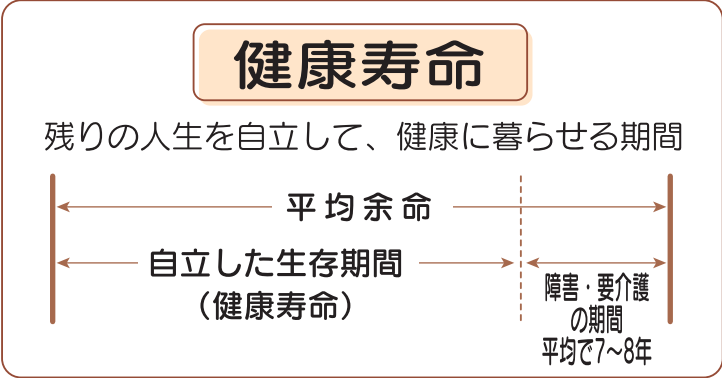 健康寿命
残りの人生を自立して、健康に暮らせる期間
平均余命
自立した生存期間
（健康寿命）
障害・要介護
の期間
平均で7～8年